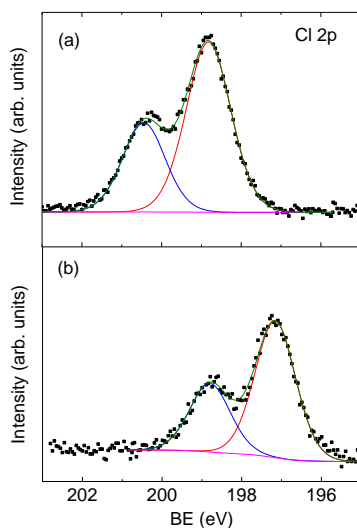 (a)
Cl 2p
Intensity (arb. units)
(b)
Intensity (arb. units)
202 200 198 196
BE (eV)